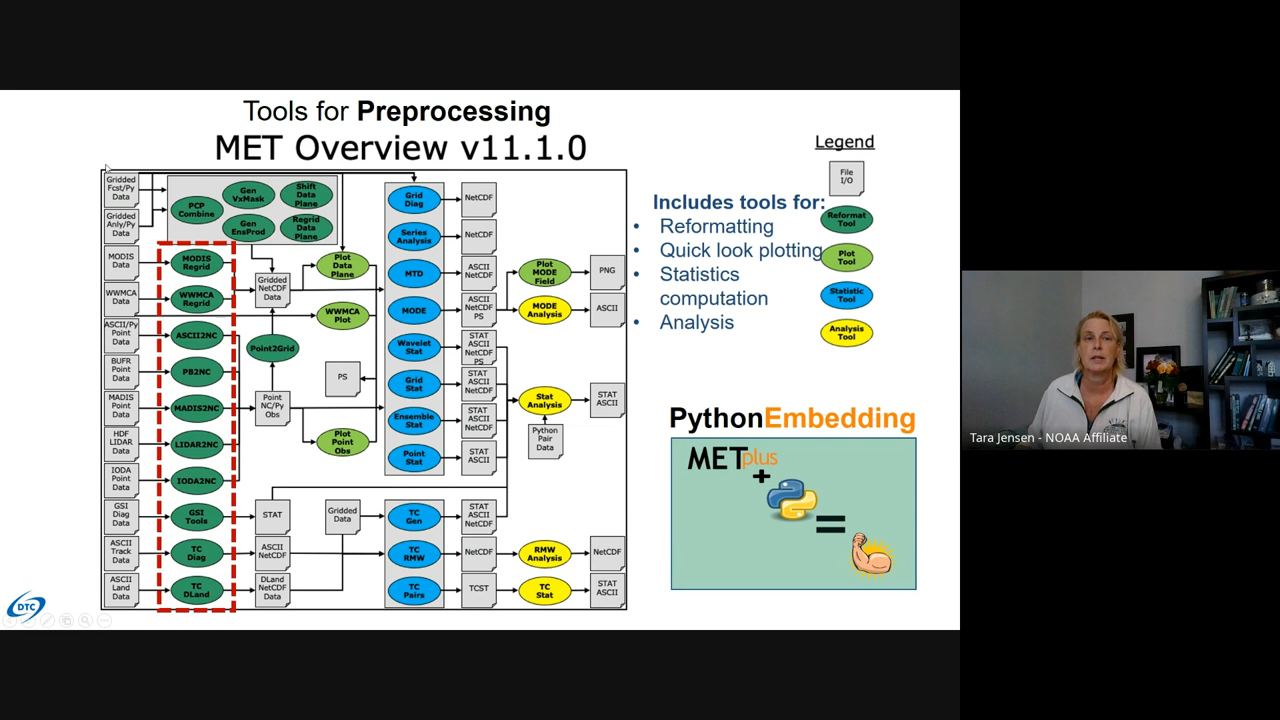 Tools for Preprocessing
MET Overview v11.1.0
Gridded
Fcst/Py
Data
Gridded
Anly/Py
Data
MODIS
Data
WWMCA
Data
ASCII/Py
Point
Data
BUFR
Point
Data
MADIS
Point
Data
HDF
LIDAR
Data
IODA
Point
Data
GSI
Diag
Data
ASCII
Track
Data
ASCII
Land
Data
PCP
Combine
Gen
VxMask
Shift
Data
Plane
Gen
EnsProd
Regrid
Data
Plane
MODIS
Regrid
WWMCA
Regrid
ASCII2NC
PB2NC
MADIS2NC
LIDAR2NC
IODA2NC
GSI
Tools
TC
Diag
TC
DLand
Gridded
NetCDF
Data
Point2Grid
Point
NC/Py
Obs
STAT
ASCII
NetCDF
DLand
NetCDF
Data
Plot
Data
Plane
WWMCA
Plot
PS
Plot
Point
Obs
Gridded
Data
Grid
Diag
Series
Analysis
MTD
MODE
Wavelet
Stat
Grid
Stat
Ensemble
Stat
Point
Stat
TC
Gen
TC
RMW
TC
Pairs
NetCDF
NetCDF
ASCII
NetCDF
ASCII
NetCDF
PS
STAT
ASCII
NetCDF
PS
STAT
ASCII
NetCDF
STAT
ASCII
NetCDF
STAT
ASCII
STAT
ASCII
NetCDF
NetCDF
TCST
Plot
MODE
Field
MODE
Analysis
Stat
Analysis
Python
Pair
Data
RMW
Analysis
TC
Stat
PNG
ASCII
STAT
ASCII
NetCDF
STAT
ASCII
Legend
File
I/O
Reformat
Tool
Plot
Tool
Statistic
Tool
Analysis
Tool
Includes tools for:
• Reformatting
• Quick look plotting
• Statistics
computation
• Analysis
PythonEmbedding
METplus
+
=
DTC
Tara Jensen - NOAA Affiliate